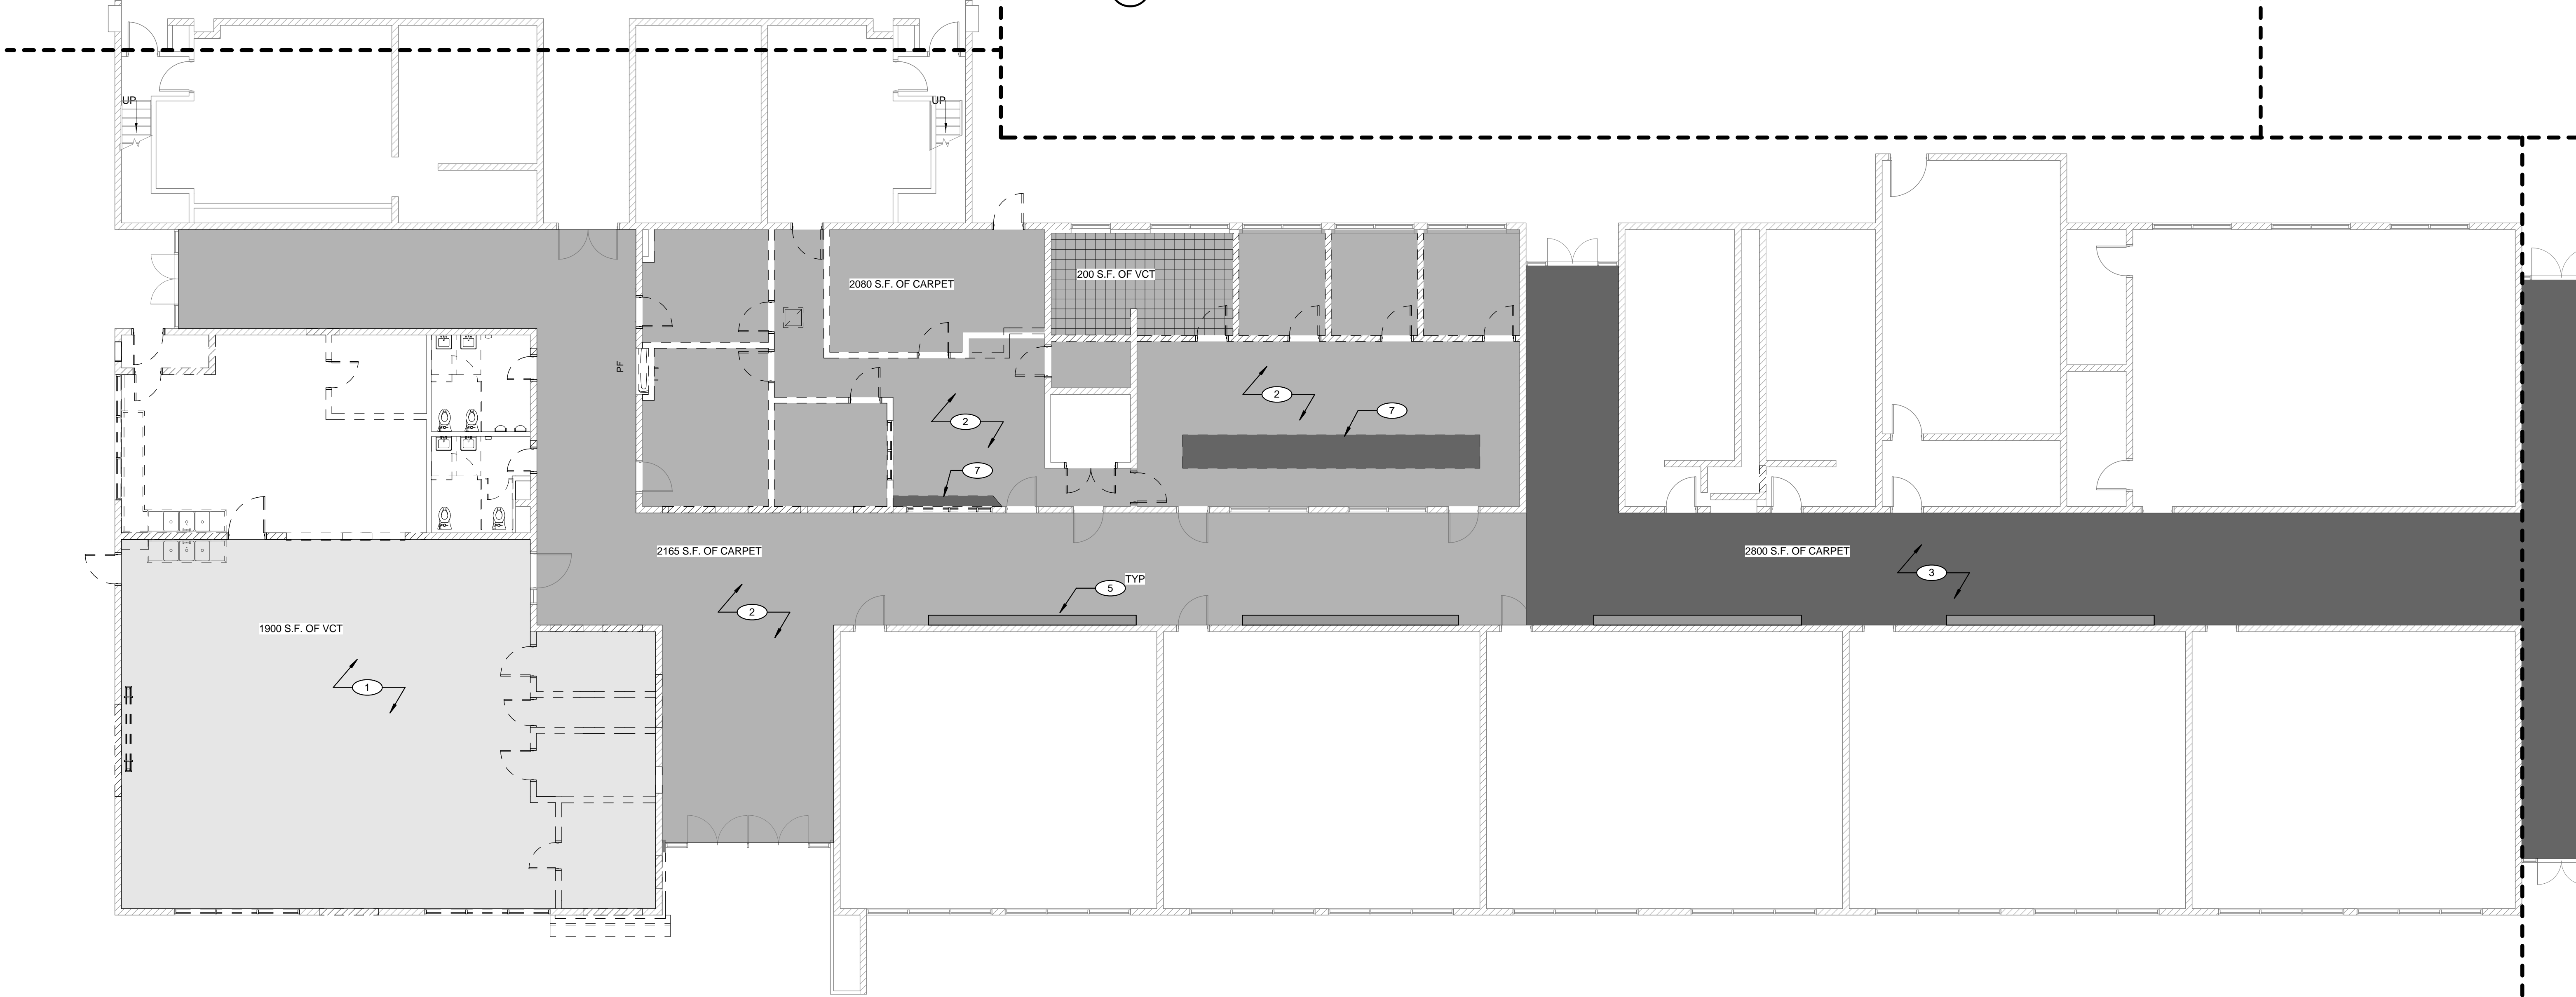 UP
UP
2080 S.F. OF CARPET
200 S.F. OF VCT
PF
2
2
7
7
2165 S.F. OF CARPET
2800 S.F. OF CARPET
3
TYP
5
2
1900 S.F. OF VCT
1